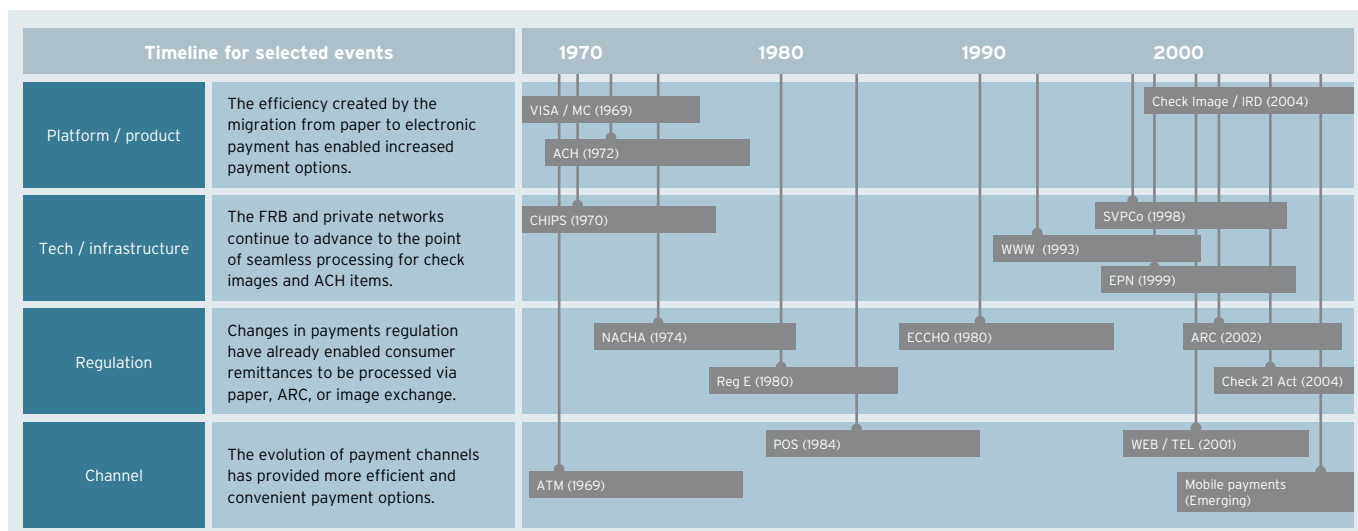 Timeline for selected events
1970
1980
1990
2000
Platform / product
The efficiency created by the
migration from paper to electronic
payment has enabled increased
payment options.
VISA / MC (1969)
ACH (1972)
Check Image / IRD (2004)
Tech / infrastructure
The FRB and private networks
continue to advance to the point
of seamless processing for check
images and ACH items.
CHIPS (1970)
SVPCo (1998)
WWW (1993)
EPN (1999)
Regulation
Changes in payments regulation
have already enabled consumer
remittances to be processed via
paper, ARC, or image exchange.
NACHA (1974)
ECCHO (1980)
ARC (2002)
Reg E (1980)
Check 21 Act (2004)
Channel
The evolution of payment channels
has provided more efficient and
convenient payment options.
POS (1984)
WEB / TEL (2001)
ATM (1969)
Mobile payments
(Emerging)